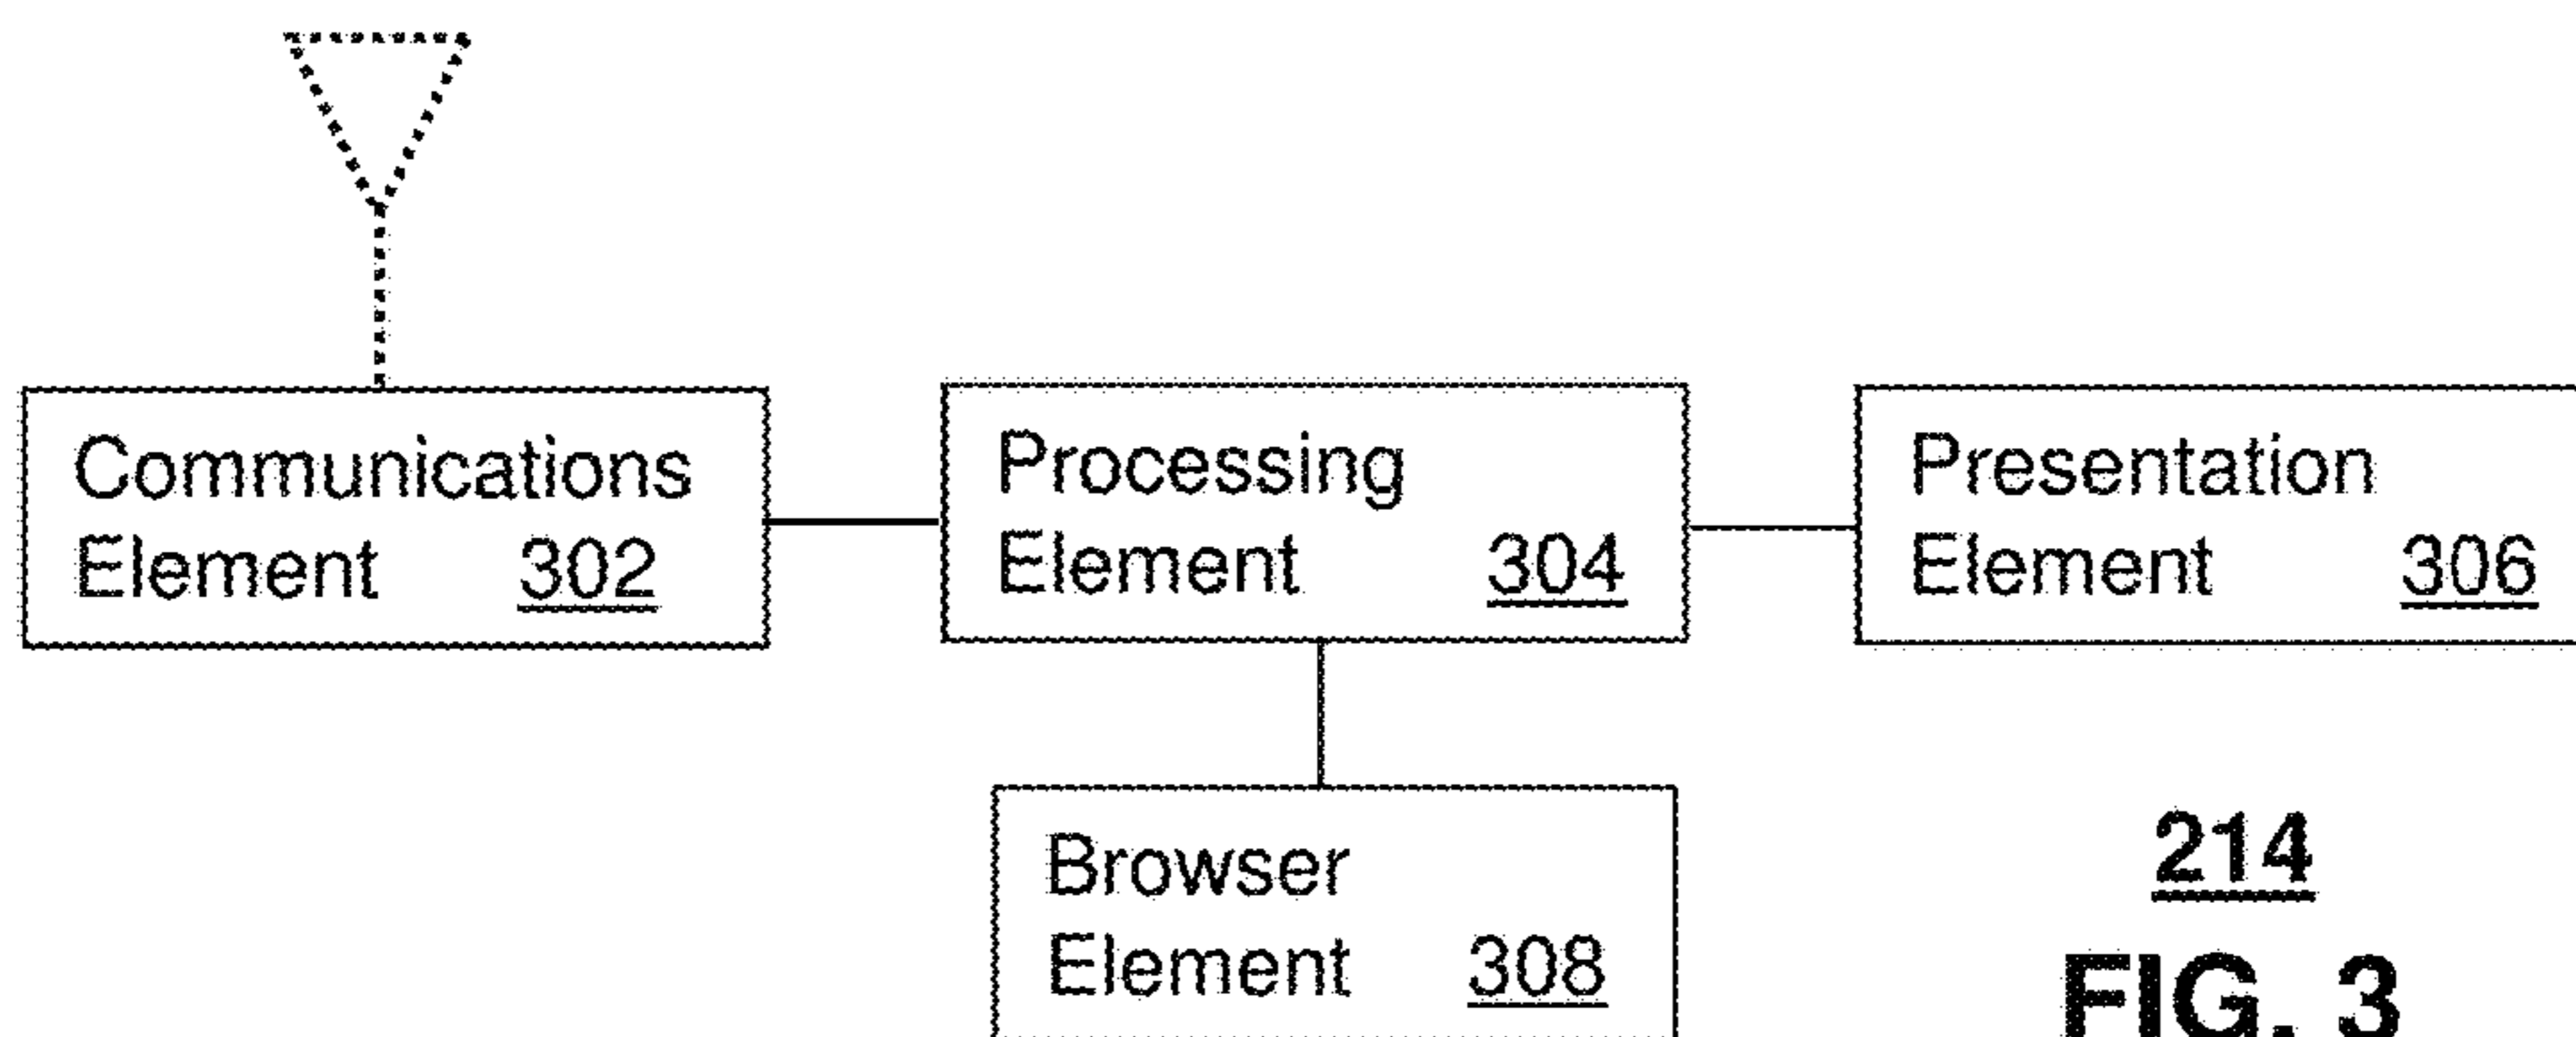 Communications
Element 302
Processing
Element 304
Presentation
Element 306
Browser
Element 308
214
FIG. 3